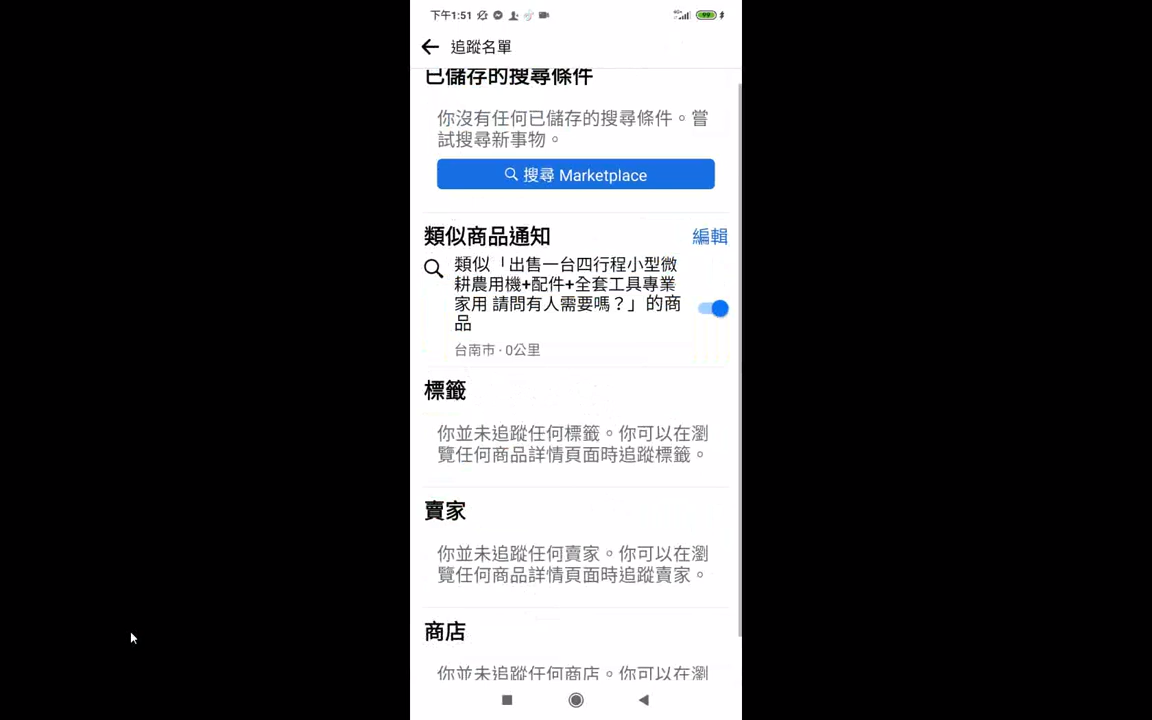 下午1:51
99
追蹤名單
已儲存的搜尋條件
你沒有任何已儲存的搜尋條件。嘗
試搜尋新事物。
搜尋 Marketplace
類似商品通知
編輯
類似「出售一台四行程小型微
耕農用機+配件+全套工具專業
家用 請問有人需要嗎？」的商
品
台南市 · 0公里
標籤
你並未追蹤任何標籤。你可以在瀏
覽任何商品詳情頁面時追蹤標籤。
賣家
你並未追蹤任何賣家。你可以在瀏
覽任何商品詳情頁面時追蹤賣家。
商店
你並未追蹤任何商店。你可以在瀏